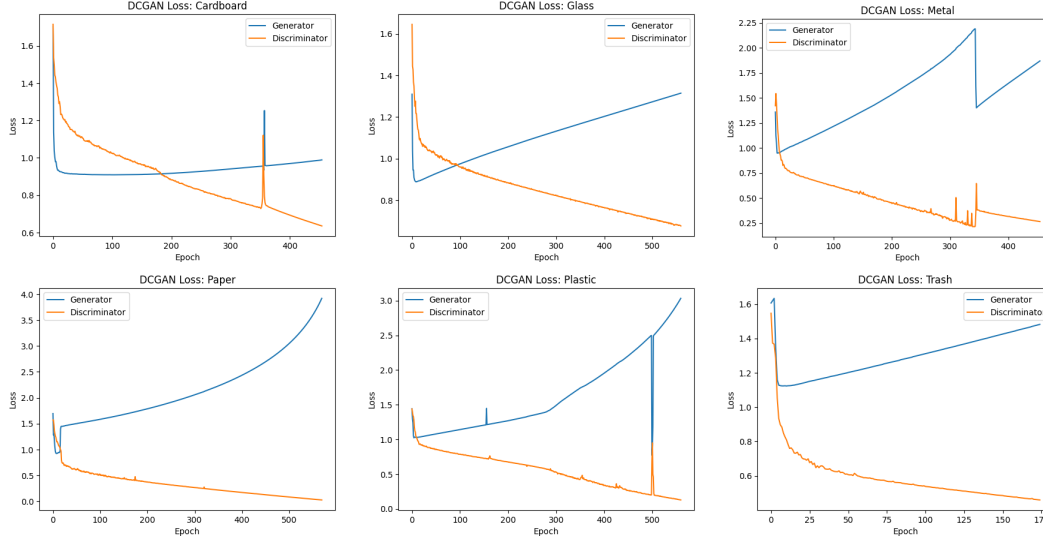 DCGAN Loss: Cardboard
Generator
Discriminator
1.6
1.4
1.2
1.0
0.8
0.6
Loss
0
100
200
300
400
Epoch
DCGAN Loss: Glass
Generator
Discriminator
1.6
1.4
1.2
1.0
0.8
Loss
0
100
200
300
400
500
Epoch
DCGAN Loss: Metal
Generator
Discriminator
2.25
2.00
1.75
1.50
1.25
1.00
0.75
0.50
0.25
Loss
0
100
200
300
400
Epoch
DCGAN Loss: Paper
Generator
Discriminator
4.0
3.5
3.0
2.5
2.0
1.5
1.0
0.5
0.0
Loss
0
100
200
300
400
500
Epoch
DCGAN Loss: Plastic
Generator
Discriminator
3.0
2.5
2.0
1.5
1.0
0.5
0.0
Loss
0
100
200
300
400
500
Epoch
DCGAN Loss: Trash
Generator
Discriminator
1.6
1.4
1.2
1.0
0.8
0.6
Loss
0
25
50
75
100
125
150
Epoch